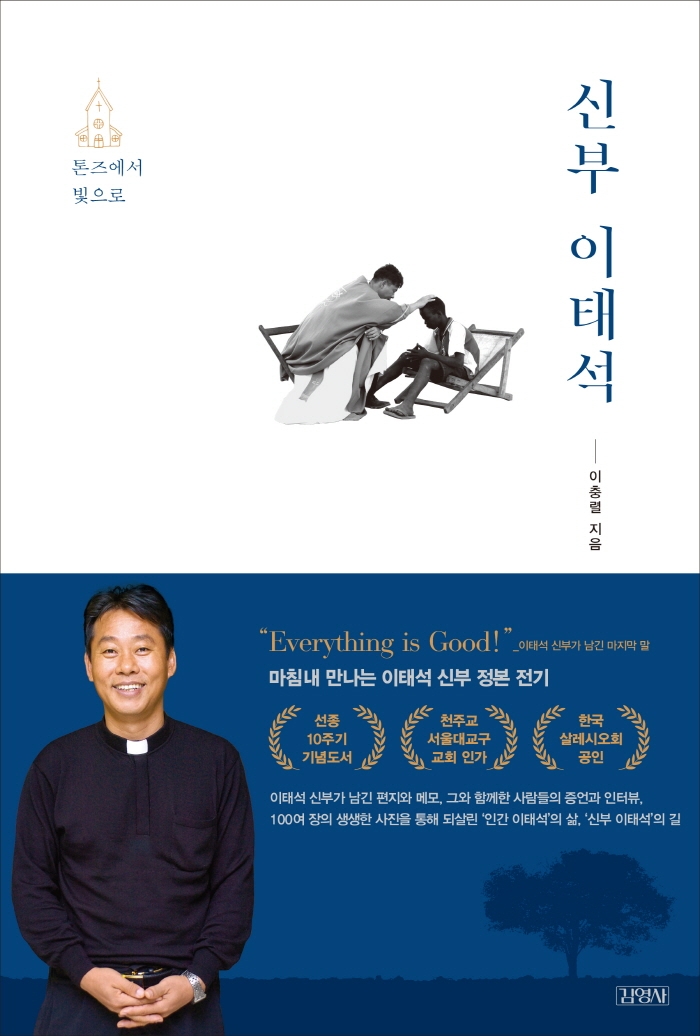 톤즈에서
빛으로
신부 이태석
이충렬 지음
“Everything is Good!”_이태석 신부가 남긴 마지막 말
마침내 만나는 이태석 신부 정본 전기
선종
10주기
기념도서
천주교
서울대교구
교회 인가
한국
살레시오회
공인
이태석 신부가 남긴 편지와 메모, 그와 함께한 사람들의 증언과 인터뷰,
100여 장의 생생한 사진을 통해 되살린 ‘인간 이태석’의 삶, ‘신부 이태석’의 길
김영사